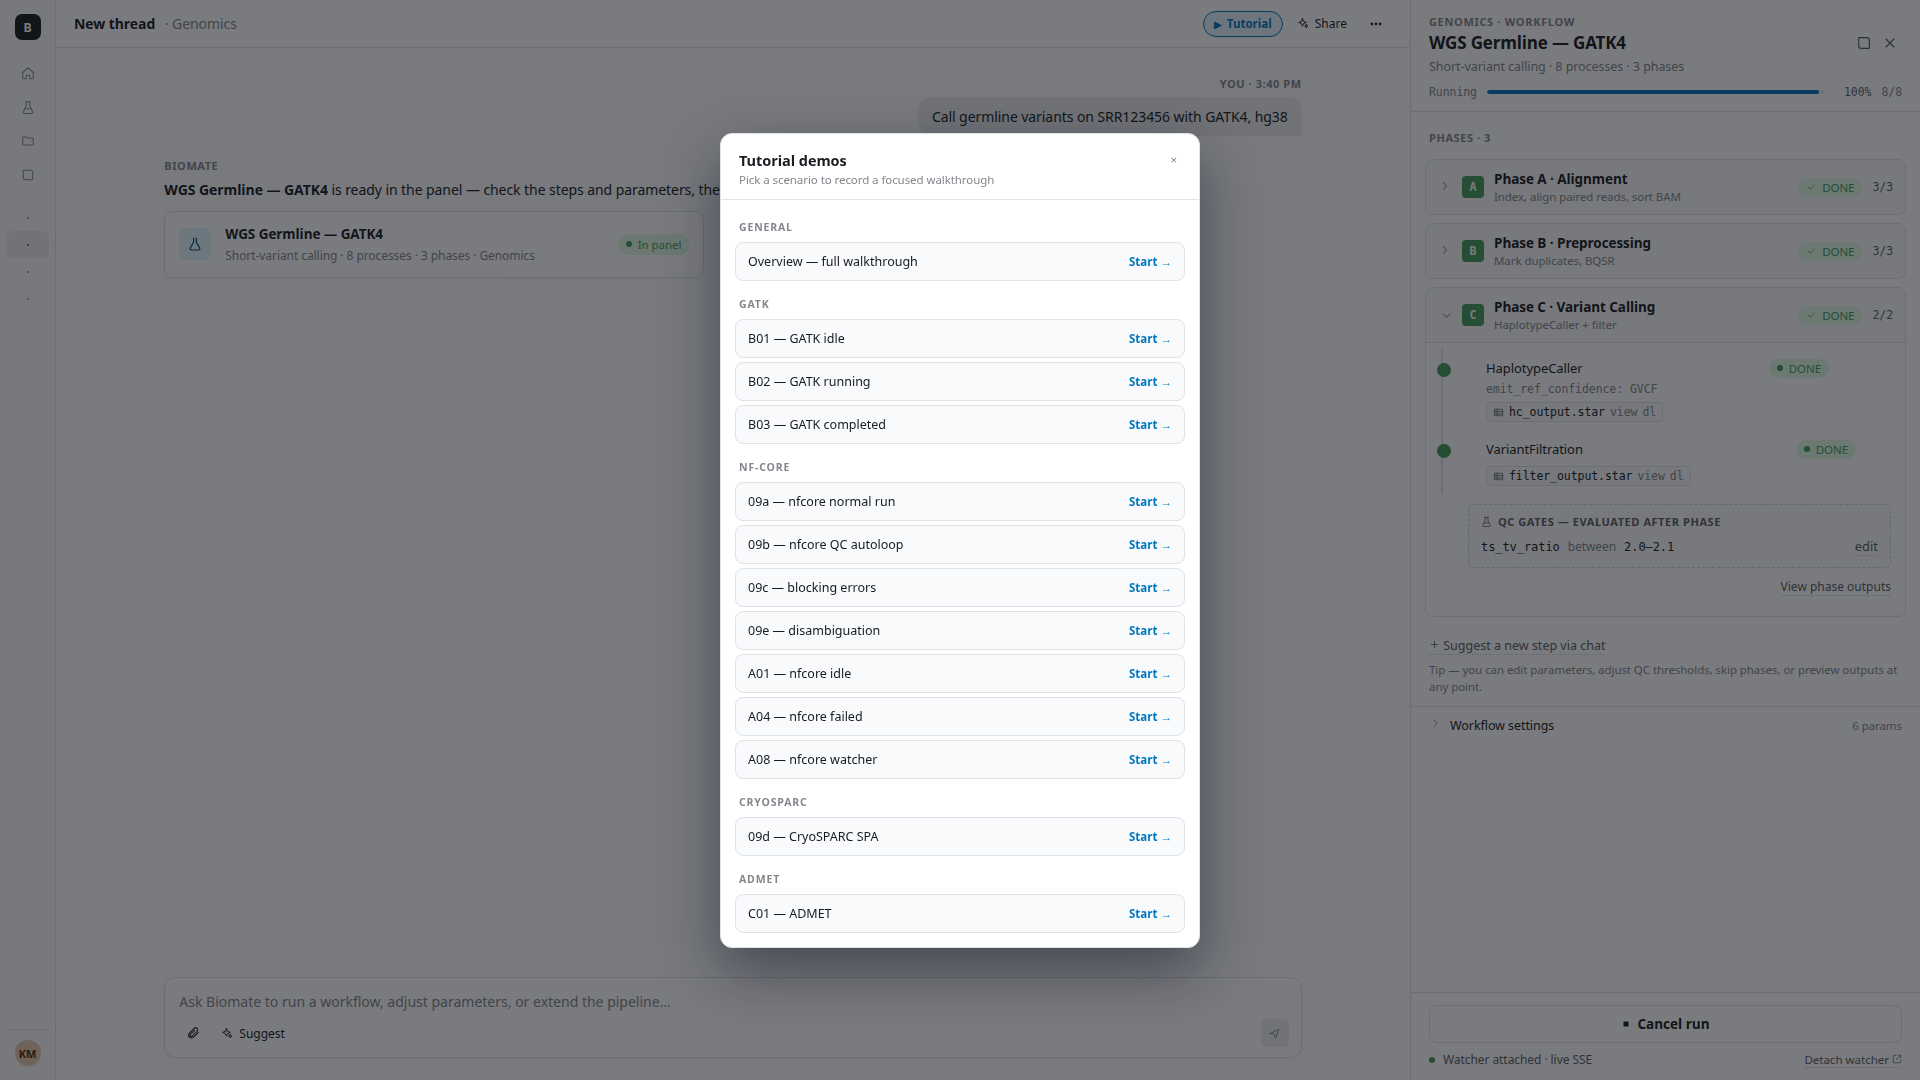 B
New thread · Genomics
▶ Tutorial
Share
YOU · 3:40 PM
Call germline variants on SRR123456 with GATK4, hg38
BIOMATE
WGS Germline — GATK4 is ready in the panel — check the steps and parameters, the
WGS Germline — GATK4
Short-variant calling · 8 processes · 3 phases · Genomics
In panel
Tutorial demos
Pick a scenario to record a focused walkthrough
×
GENERAL
Overview — full walkthrough Start →
GATK
B01 — GATK idle Start →
B02 — GATK running Start →
B03 — GATK completed Start →
NF-CORE
09a — nfcore normal run Start →
09b — nfcore QC autoloop Start →
09c — blocking errors Start →
09e — disambiguation Start →
A01 — nfcore idle Start →
A04 — nfcore failed Start →
A08 — nfcore watcher Start →
CRYOSPARC
09d — CryoSPARC SPA Start →
ADMET
C01 — ADMET Start →
Ask Biomate to run a workflow, adjust parameters, or extend the pipeline...
Suggest
KM
GENOMICS · WORKFLOW
WGS Germline — GATK4
Short-variant calling · 8 processes · 3 phases
Running 100% 8/8
PHASES · 3
A Phase A · Alignment
Index, align paired reads, sort BAM
✓ DONE 3/3
B Phase B · Preprocessing
Mark duplicates, BQSR
✓ DONE 3/3
C Phase C · Variant Calling
HaplotypeCaller + filter
✓ DONE 2/2
HaplotypeCaller DONE
emit_ref_confidence: GVCF
hc_output.star view dl
VariantFiltration DONE
filter_output.star view dl
QC GATES — EVALUATED AFTER PHASE
ts_tv_ratio between 2.0–2.1 edit
View phase outputs
+ Suggest a new step via chat
Tip — you can edit parameters, adjust QC thresholds, skip phases, or preview outputs at
any point.
Workflow settings 6 params
Cancel run
Watcher attached · live SSE Detach watcher